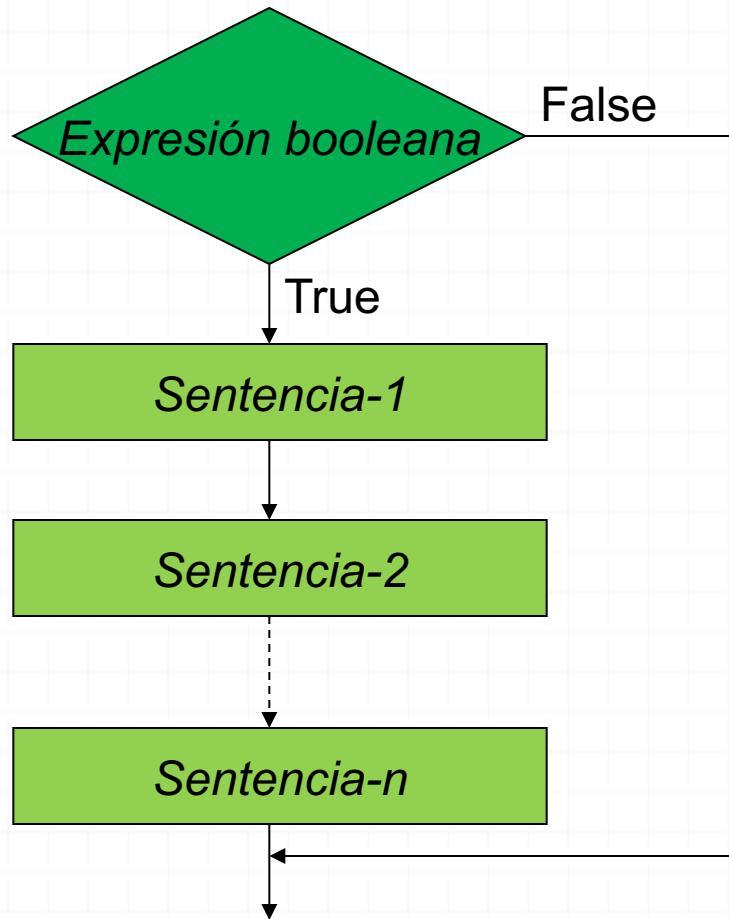 Expresión booleana
False
True
Sentencia-1
Sentencia-2
Sentencia-n